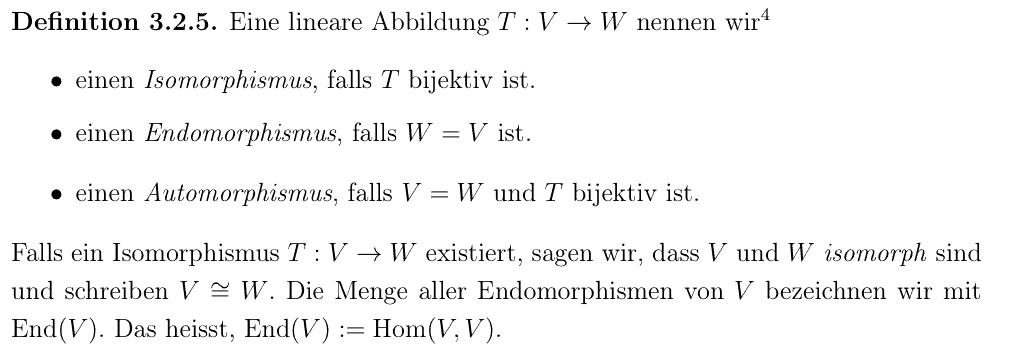 Definition 3.2.5. Eine lineare Abbildung T : V → W nennen wir⁴
• einen Isomorphismus, falls T bijektiv ist.
• einen Endomorphismus, falls W = V ist.
• einen Automorphismus, falls V = W und T bijektiv ist.
Falls ein Isomorphismus T : V → W existiert, sagen wir, dass V und W isomorph sind
und schreiben V ≅ W. Die Menge aller Endomorphismen von V bezeichnen wir mit
End(V). Das heisst, End(V) := Hom(V, V).